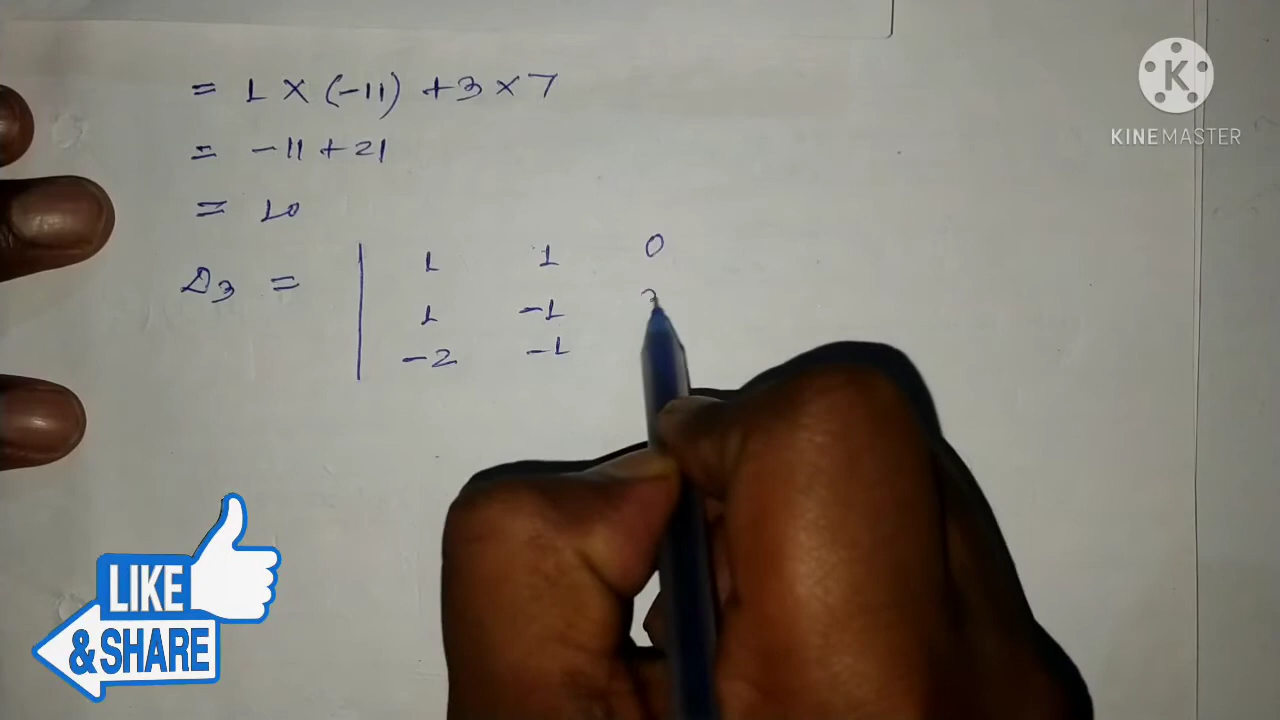 = 1 × (-11) + 3 × 7
= -11 + 21
= 10
D3 = | 1 1 0
1 -1
-2 -1
KINEMASTER
LIKE
& SHARE